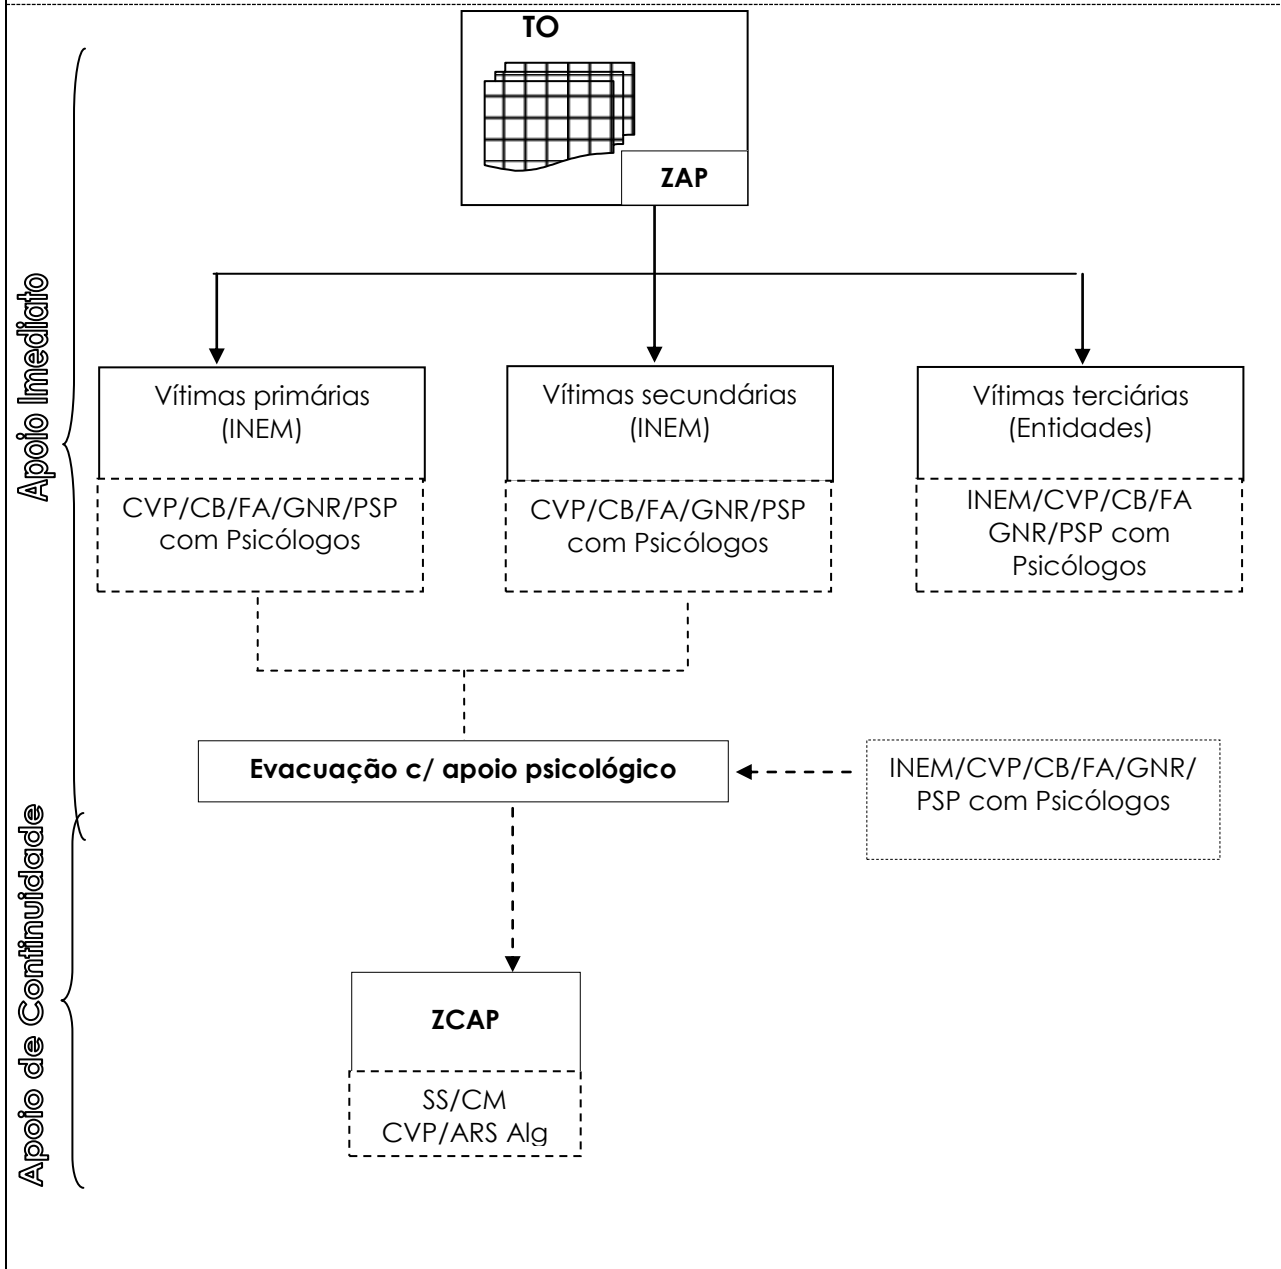 TO
ZAP
Apoio Imediato
Vítimas primárias
(INEM)
CVP/CB/FA/GNR/PSP
com Psicólogos
Vítimas secundárias
(INEM)
CVP/CB/FA/GNR/PSP
com Psicólogos
Vítimas terciárias
(Entidades)
INEM/CVP/CB/FA
GNR/PSP com
Psicólogos
Evacuação c/ apoio psicológico
INEM/CVP/CB/FA/GNR/
PSP com Psicólogos
Apoio de Continuidade
ZCAP
SS/CM
CVP/ARS Alg